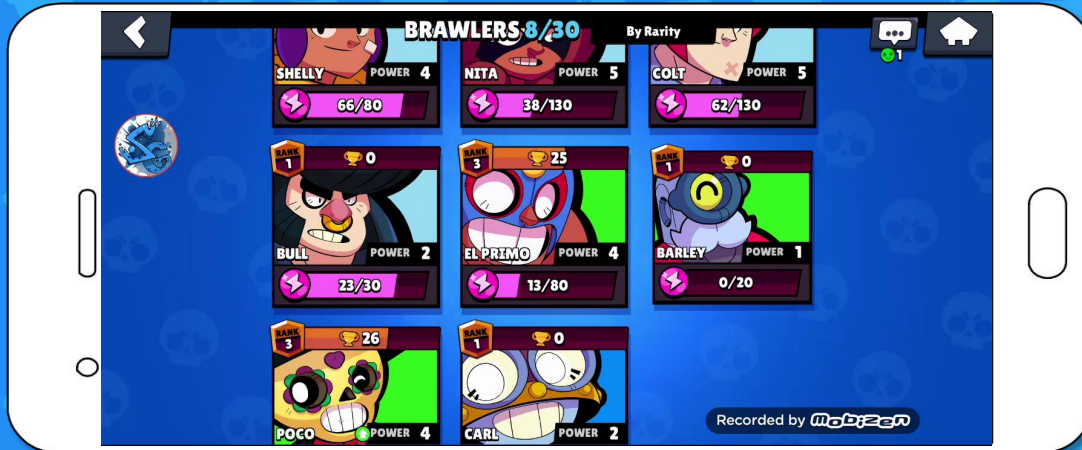 BRAWLERS 8/30 By Rarity
1
SHELLY POWER 4 NITA POWER 5 COLT POWER 5
66/80 38/130 62/130
RANK 1 0 RANK 3 25 RANK 1 0
BULL POWER 2 EL PRIMO POWER 4 BARLEY POWER 1
23/30 13/80 0/20
RANK 3 26 RANK 1 0
POCO POWER 4 CARL POWER 2
Recorded by Mobizen